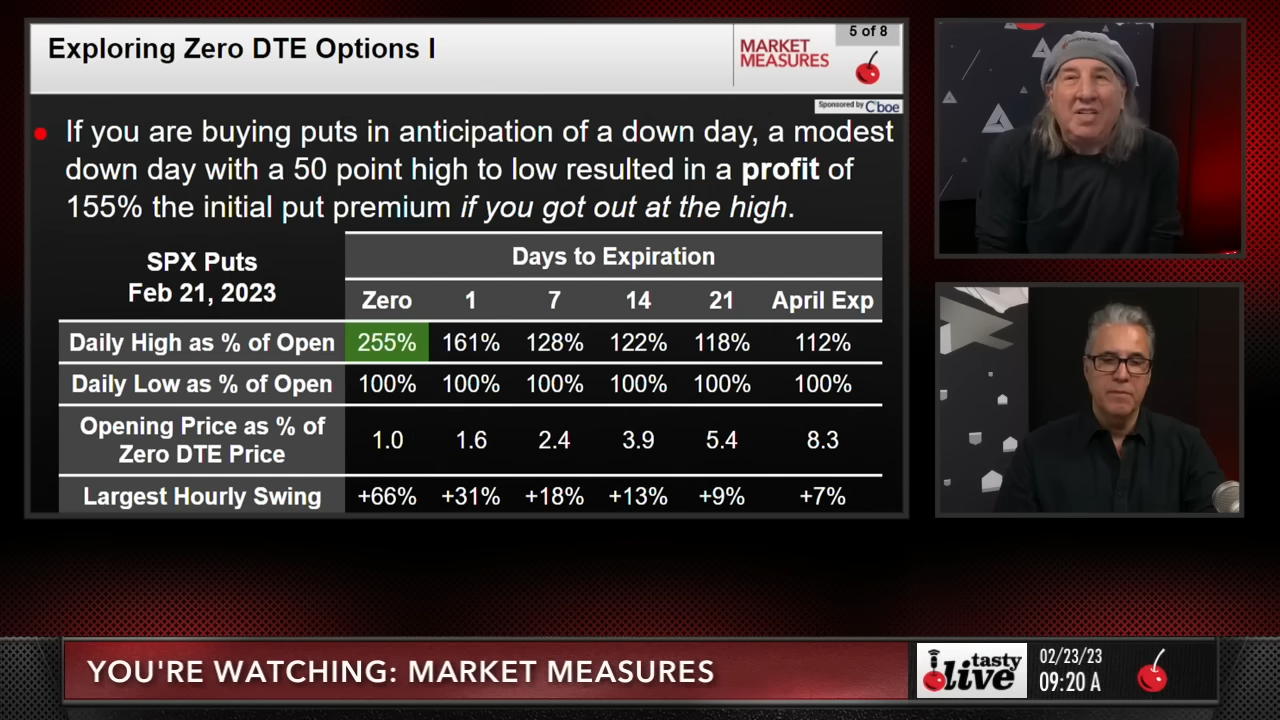 Exploring Zero DTE Options I
MARKET
MEASURES
5 of 8
Sponsored by Cboe
If you are buying puts in anticipation of a down day, a modest
down day with a 50 point high to low resulted in a profit of
155% the initial put premium if you got out at the high.
SPX Puts
Feb 21, 2023
Days to Expiration
Zero 1 7 14 21 April Exp
Daily High as % of Open 255% 161% 128% 122% 118% 112%
Daily Low as % of Open 100% 100% 100% 100% 100% 100%
Opening Price as % of
Zero DTE Price 1.0 1.6 2.4 3.9 5.4 8.3
Largest Hourly Swing +66% +31% +18% +13% +9% +7%
YOU'RE WATCHING: MARKET MEASURES
tasty
live
02/23/23
09:20 A